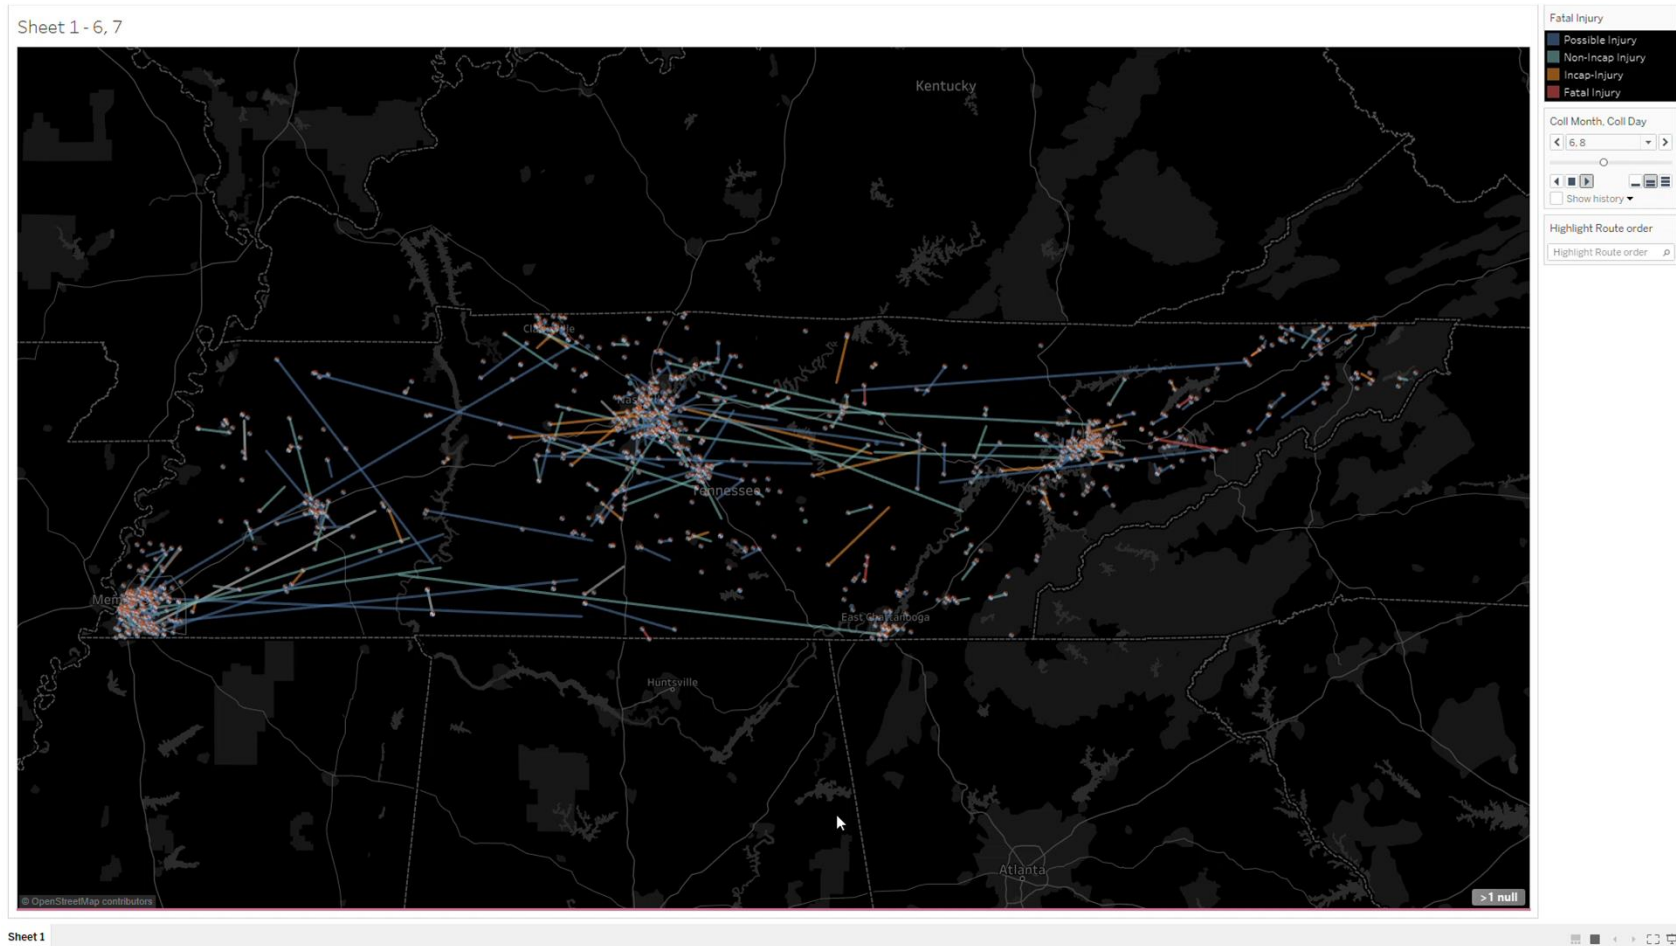 Sheet 1 - 6, 7
Fatal Injury
Possible Injury
Non-Incap Injury
Incap-Injury
Fatal Injury
Coll Month, Coll Day
6, 8
Show history
Highlight Route order
Highlight Route order
Kentucky
Tennessee
East Chattanooga
Huntsville
Atlanta
© OpenStreetMap contributors
>1 null
Sheet 1